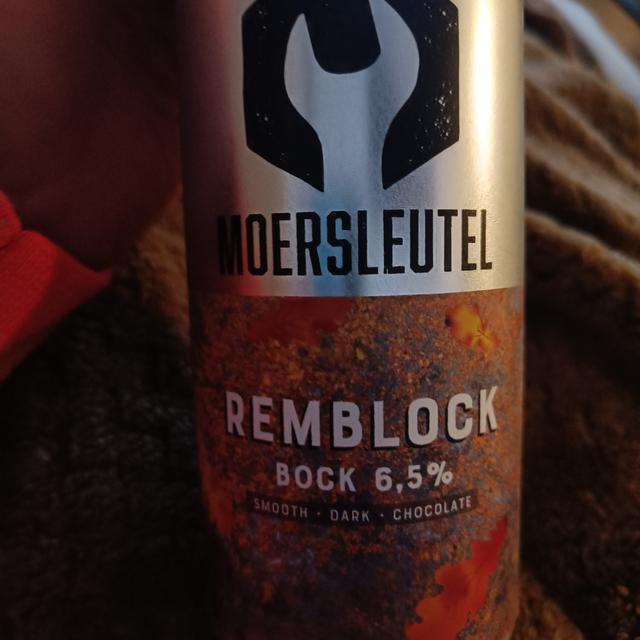 MOERSLEUTEL
REMBLOCK
BOCK 6,5%
SMOOTH · DARK · CHOCOLATE